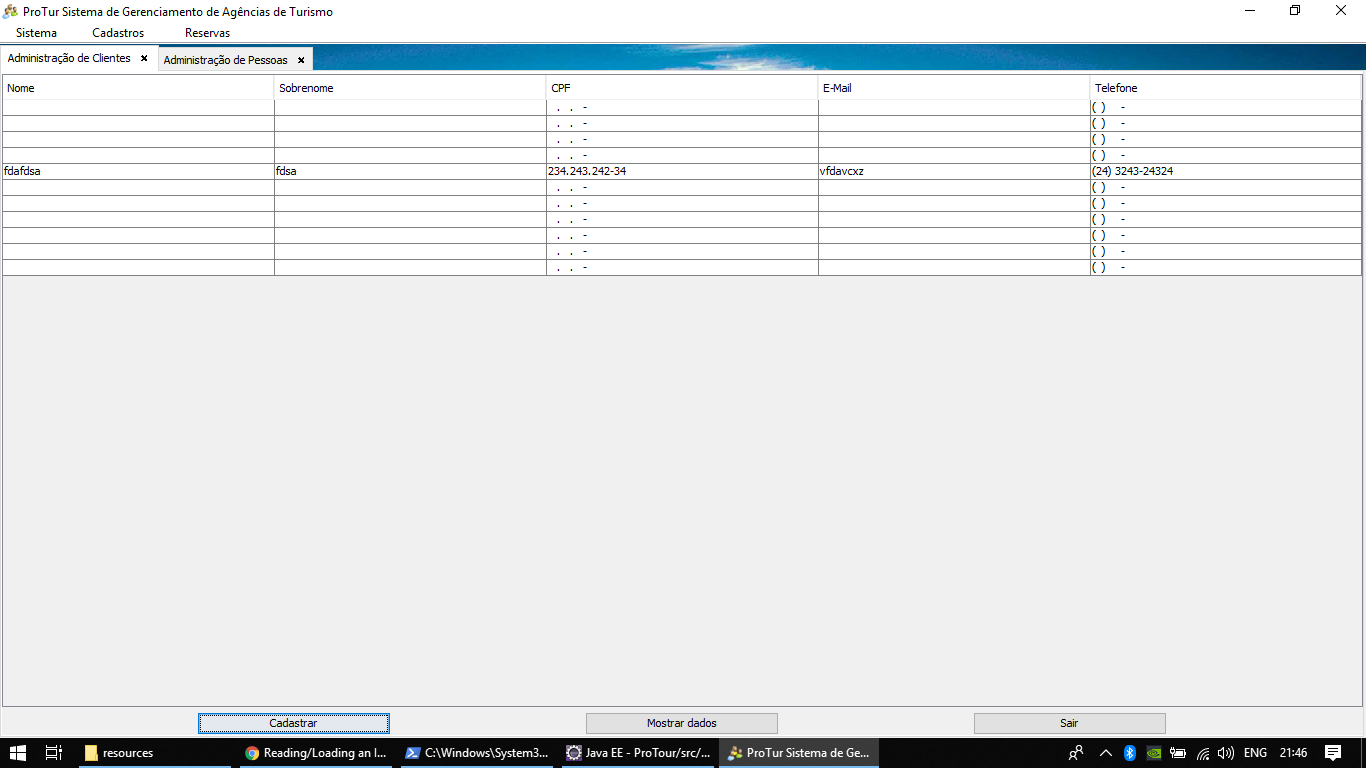 ProTur Sistema de Gerenciamento de Agências de Turismo
Sistema Cadastros Reservas
Administração de Clientes × Administração de Pessoas ×
Nome Sobrenome CPF E-Mail Telefone
. . - ( ) -
. . - ( ) -
. . - ( ) -
. . - ( ) -
fdafdsa fdsa 234.243.242-34 vfdavcxz (24) 3243-24324
. . - ( ) -
. . - ( ) -
. . - ( ) -
. . - ( ) -
. . - ( ) -
. . - ( ) -
Cadastrar Mostrar dados Sair
resources Reading/Loading an I... C:\Windows\System3... Java EE - ProTour/src/... ProTur Sistema de Ge... ENG 21:46